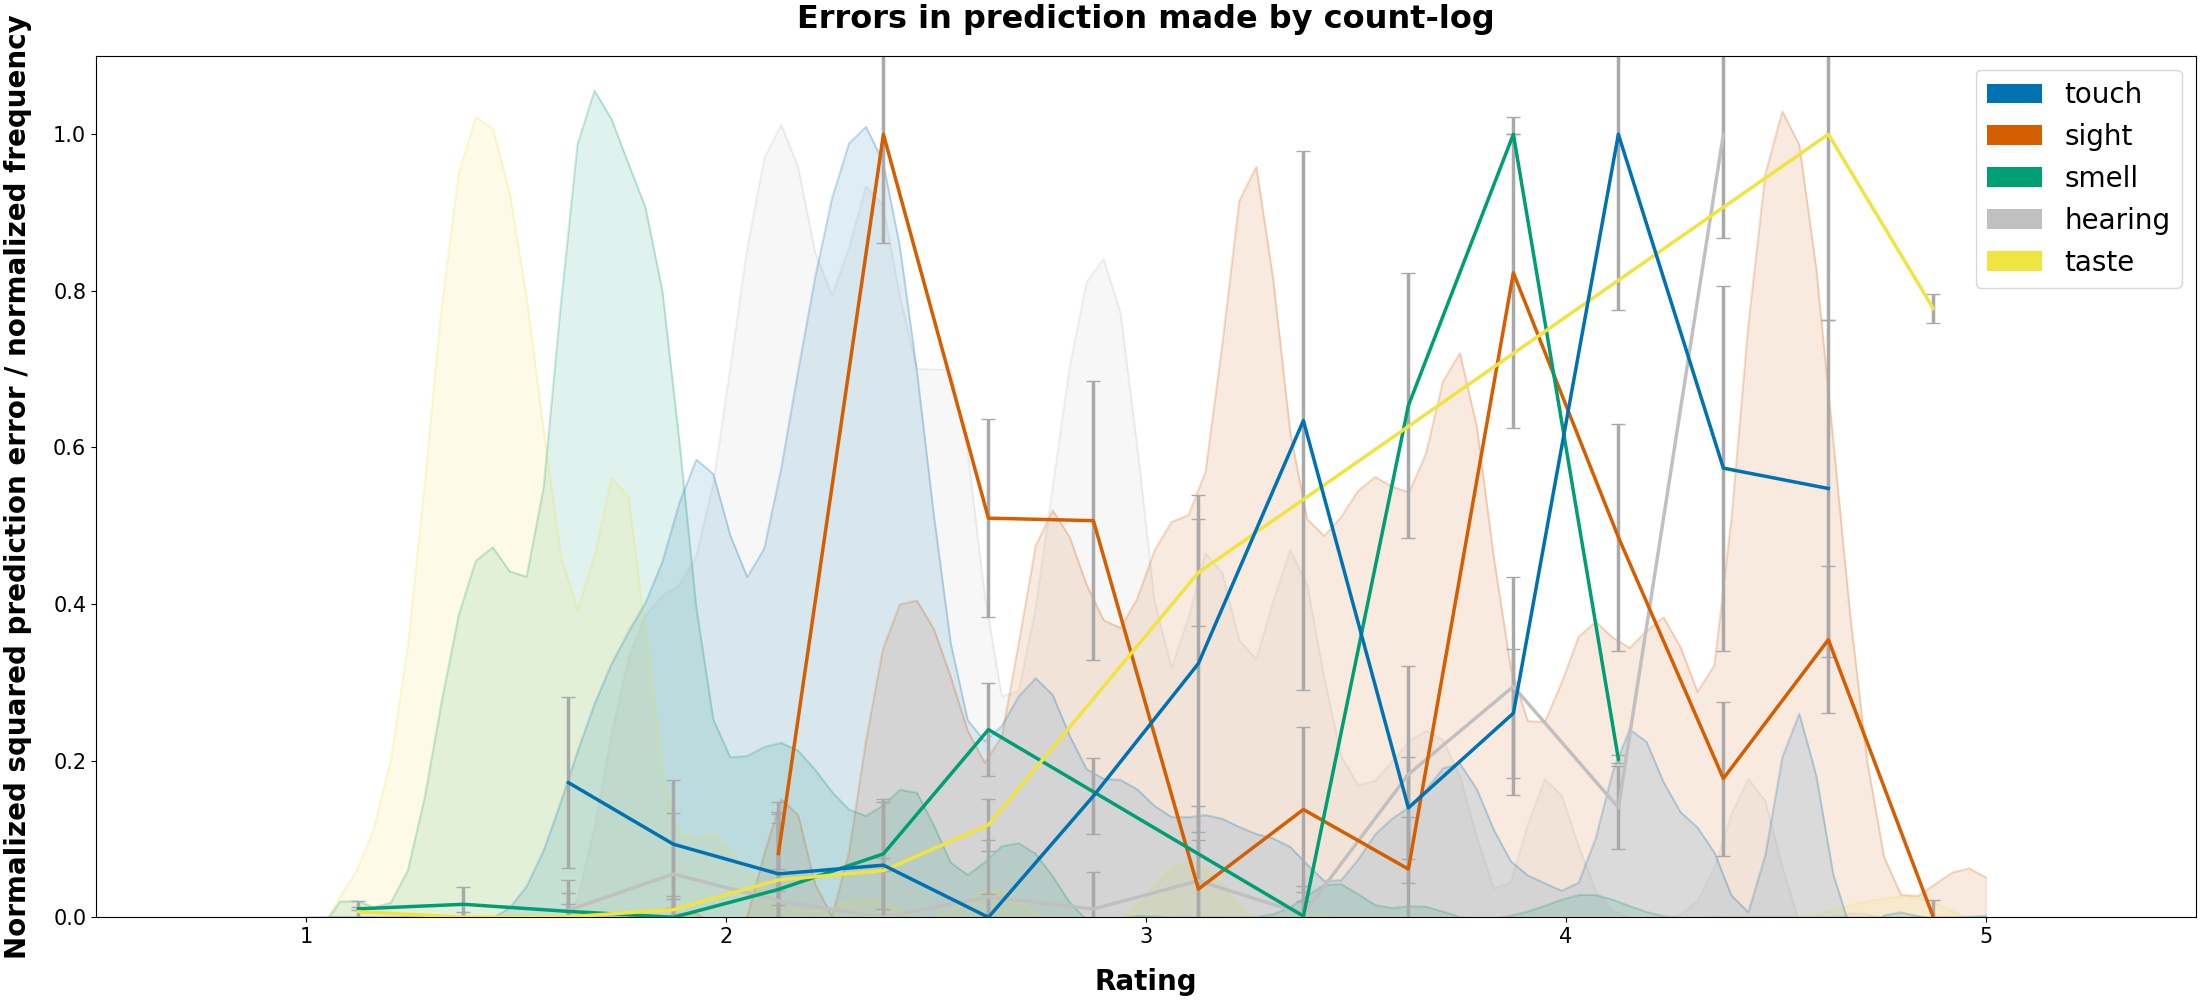 Errors in prediction made by count-log
Normalized squared prediction error / normalized frequency
1.0
0.8
0.6
0.4
0.2
0.0
1 2 3 4 5
Rating
touch
sight
smell
hearing
taste